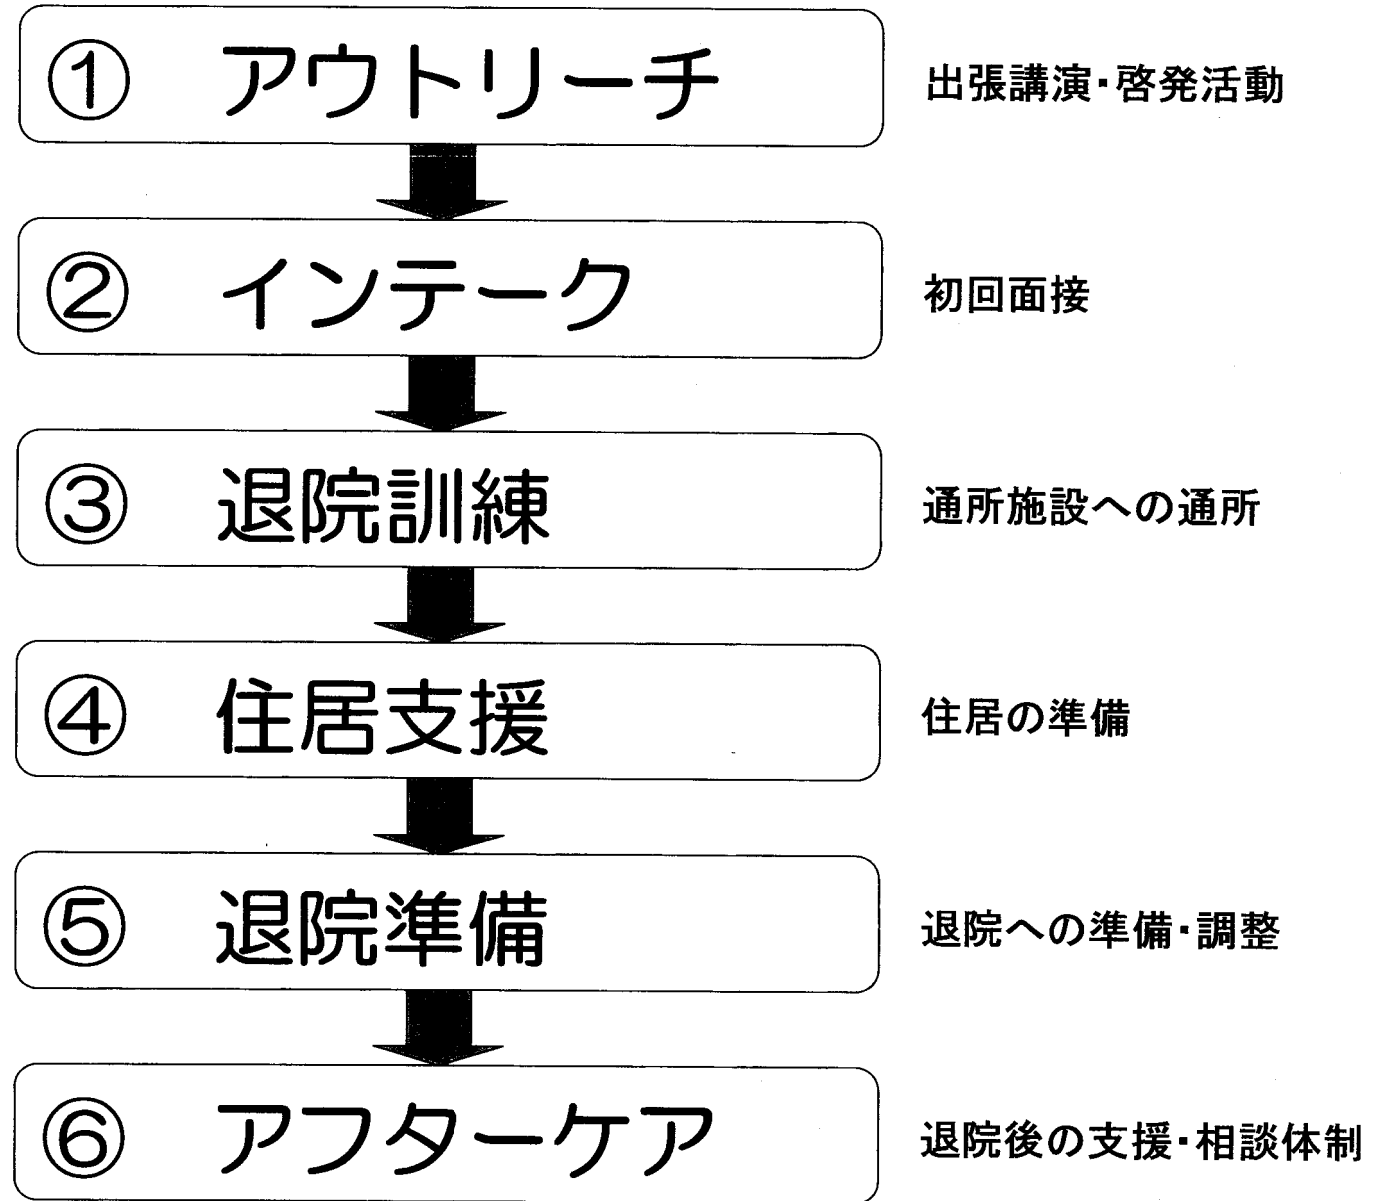 ① アウトリーチ 出張講演・啓発活動
② インテーク 初回面接
③ 退院訓練 通所施設への通所
④ 住居支援 住居の準備
⑤ 退院準備 退院への準備・調整
⑥ アフターケア 退院後の支援・相談体制